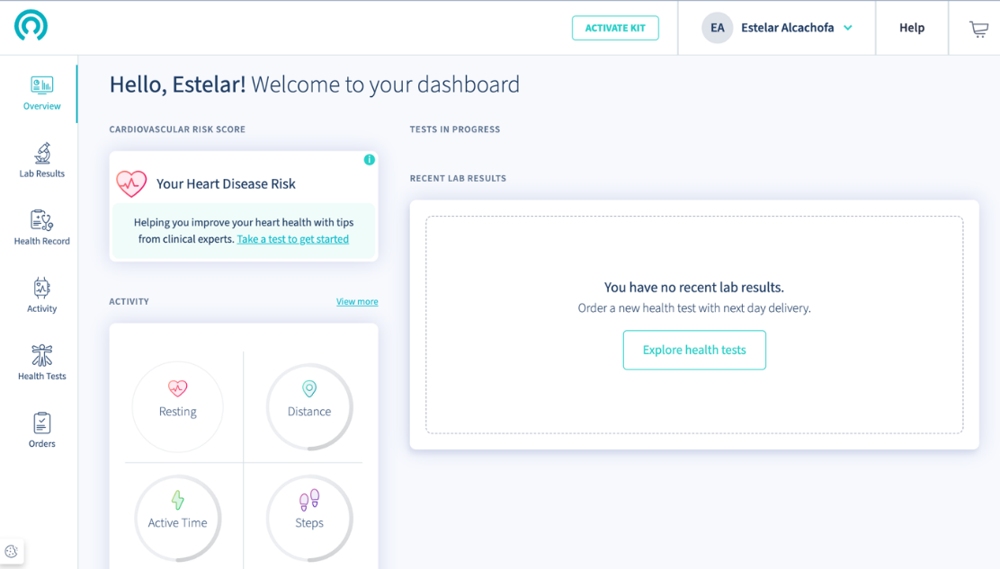 ACTIVATE KIT
EA
Estelar Alcachofa
Help
Overview
Lab Results
Health Record
Activity
Health Tests
Orders
Hello, Estelar! Welcome to your dashboard
CARDIOVASCULAR RISK SCORE
i
Your Heart Disease Risk
Helping you improve your heart health with tips
from clinical experts. Take a test to get started
ACTIVITY
View more
Resting
Distance
Active Time
Steps
TESTS IN PROGRESS
RECENT LAB RESULTS
You have no recent lab results.
Order a new health test with next day delivery.
Explore health tests